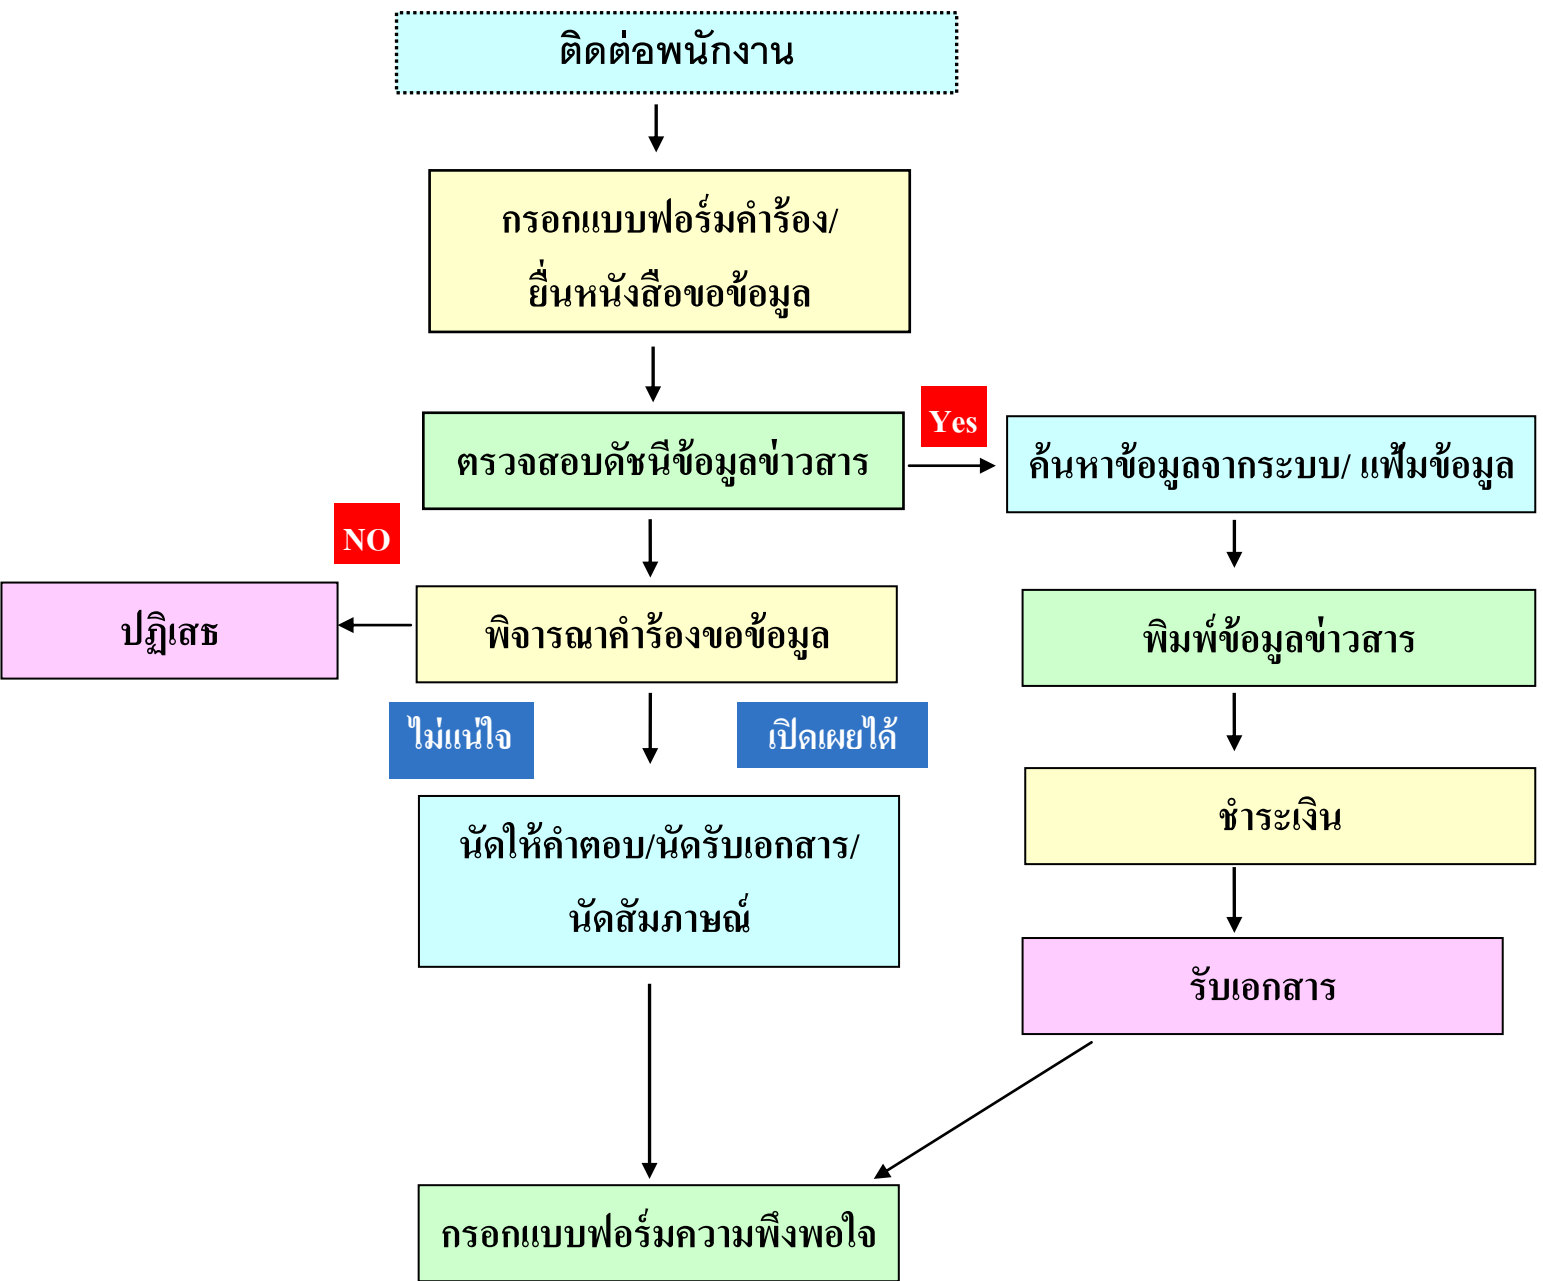 ติดต่อพนักงาน
กรอกแบบฟอร์มคำร้อง/
ยื่นหนังสือขอข้อมูล
Yes
ตรวจสอบดัชนีข้อมูลข่าวสาร
ค้นหาข้อมูลจากระบบ/ แฟ้มข้อมูล
NO
ปฏิเสธ
พิจารณาคำร้องขอข้อมูล
พิมพ์ข้อมูลข่าวสาร
ไม่แน่ใจ
เปิดเผยได้
ชำระเงิน
นัดให้คำตอบ/นัดรับเอกสาร/
นัดสัมภาษณ์
รับเอกสาร
กรอกแบบฟอร์มความพึงพอใจ